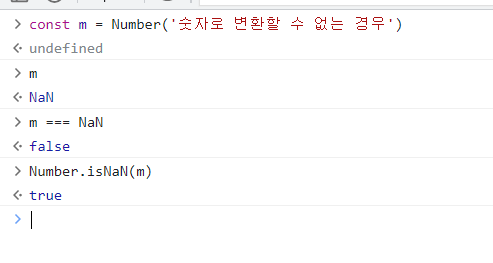 > const m = Number('숫자로 변환할 수 없는 경우')
<· undefined
> m
<· NaN
> m === NaN
<· false
> Number.isNaN(m)
<· true
>